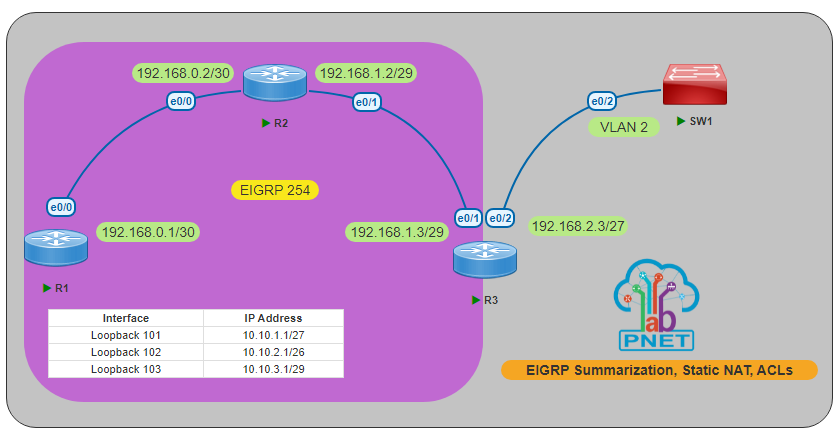 192.168.0.2/30
192.168.1.2/29
e0/0
e0/1
R2
e0/2
VLAN 2
SW1
EIGRP 254
e0/0
192.168.0.1/30
R1
e0/1
e0/2
192.168.1.3/29
192.168.2.3/27
R3
Interface IP Address
Loopback 101 10.10.1.1/27
Loopback 102 10.10.2.1/26
Loopback 103 10.10.3.1/29
lab
PNET
EIGRP Summarization, Static NAT, ACLs